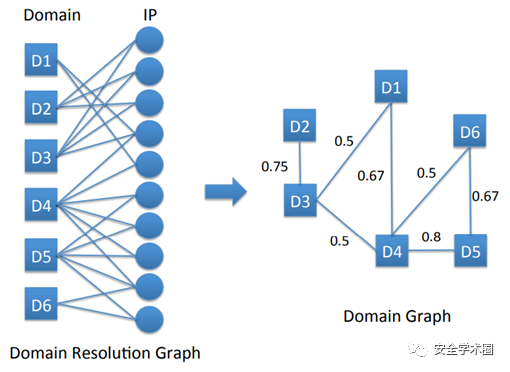 Domain IP
D1
D2
D3
D4
D5
D6
Domain Resolution Graph
D1
D2
D6
0.75
0.5
0.67
0.5
0.67
D3
0.5
D4
0.8
D5
Domain Graph
安全学术圈